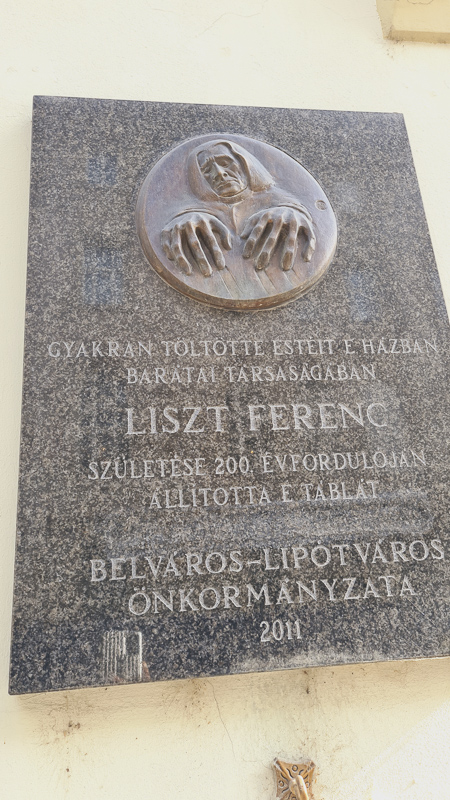 GYAKRAN TÖLTÖTTE ESTÉIT E HÁZBAN
BARÁTAI TÁRSASÁGÁBAN
LISZT FERENC
SZÜLETÉSE 200. ÉVFORDULÓJÁN
ÁLLÍTOTTA E TÁBLÁT
BELVÁROS-LIPÓTVÁROS
ÖNKORMÁNYZATA
2011